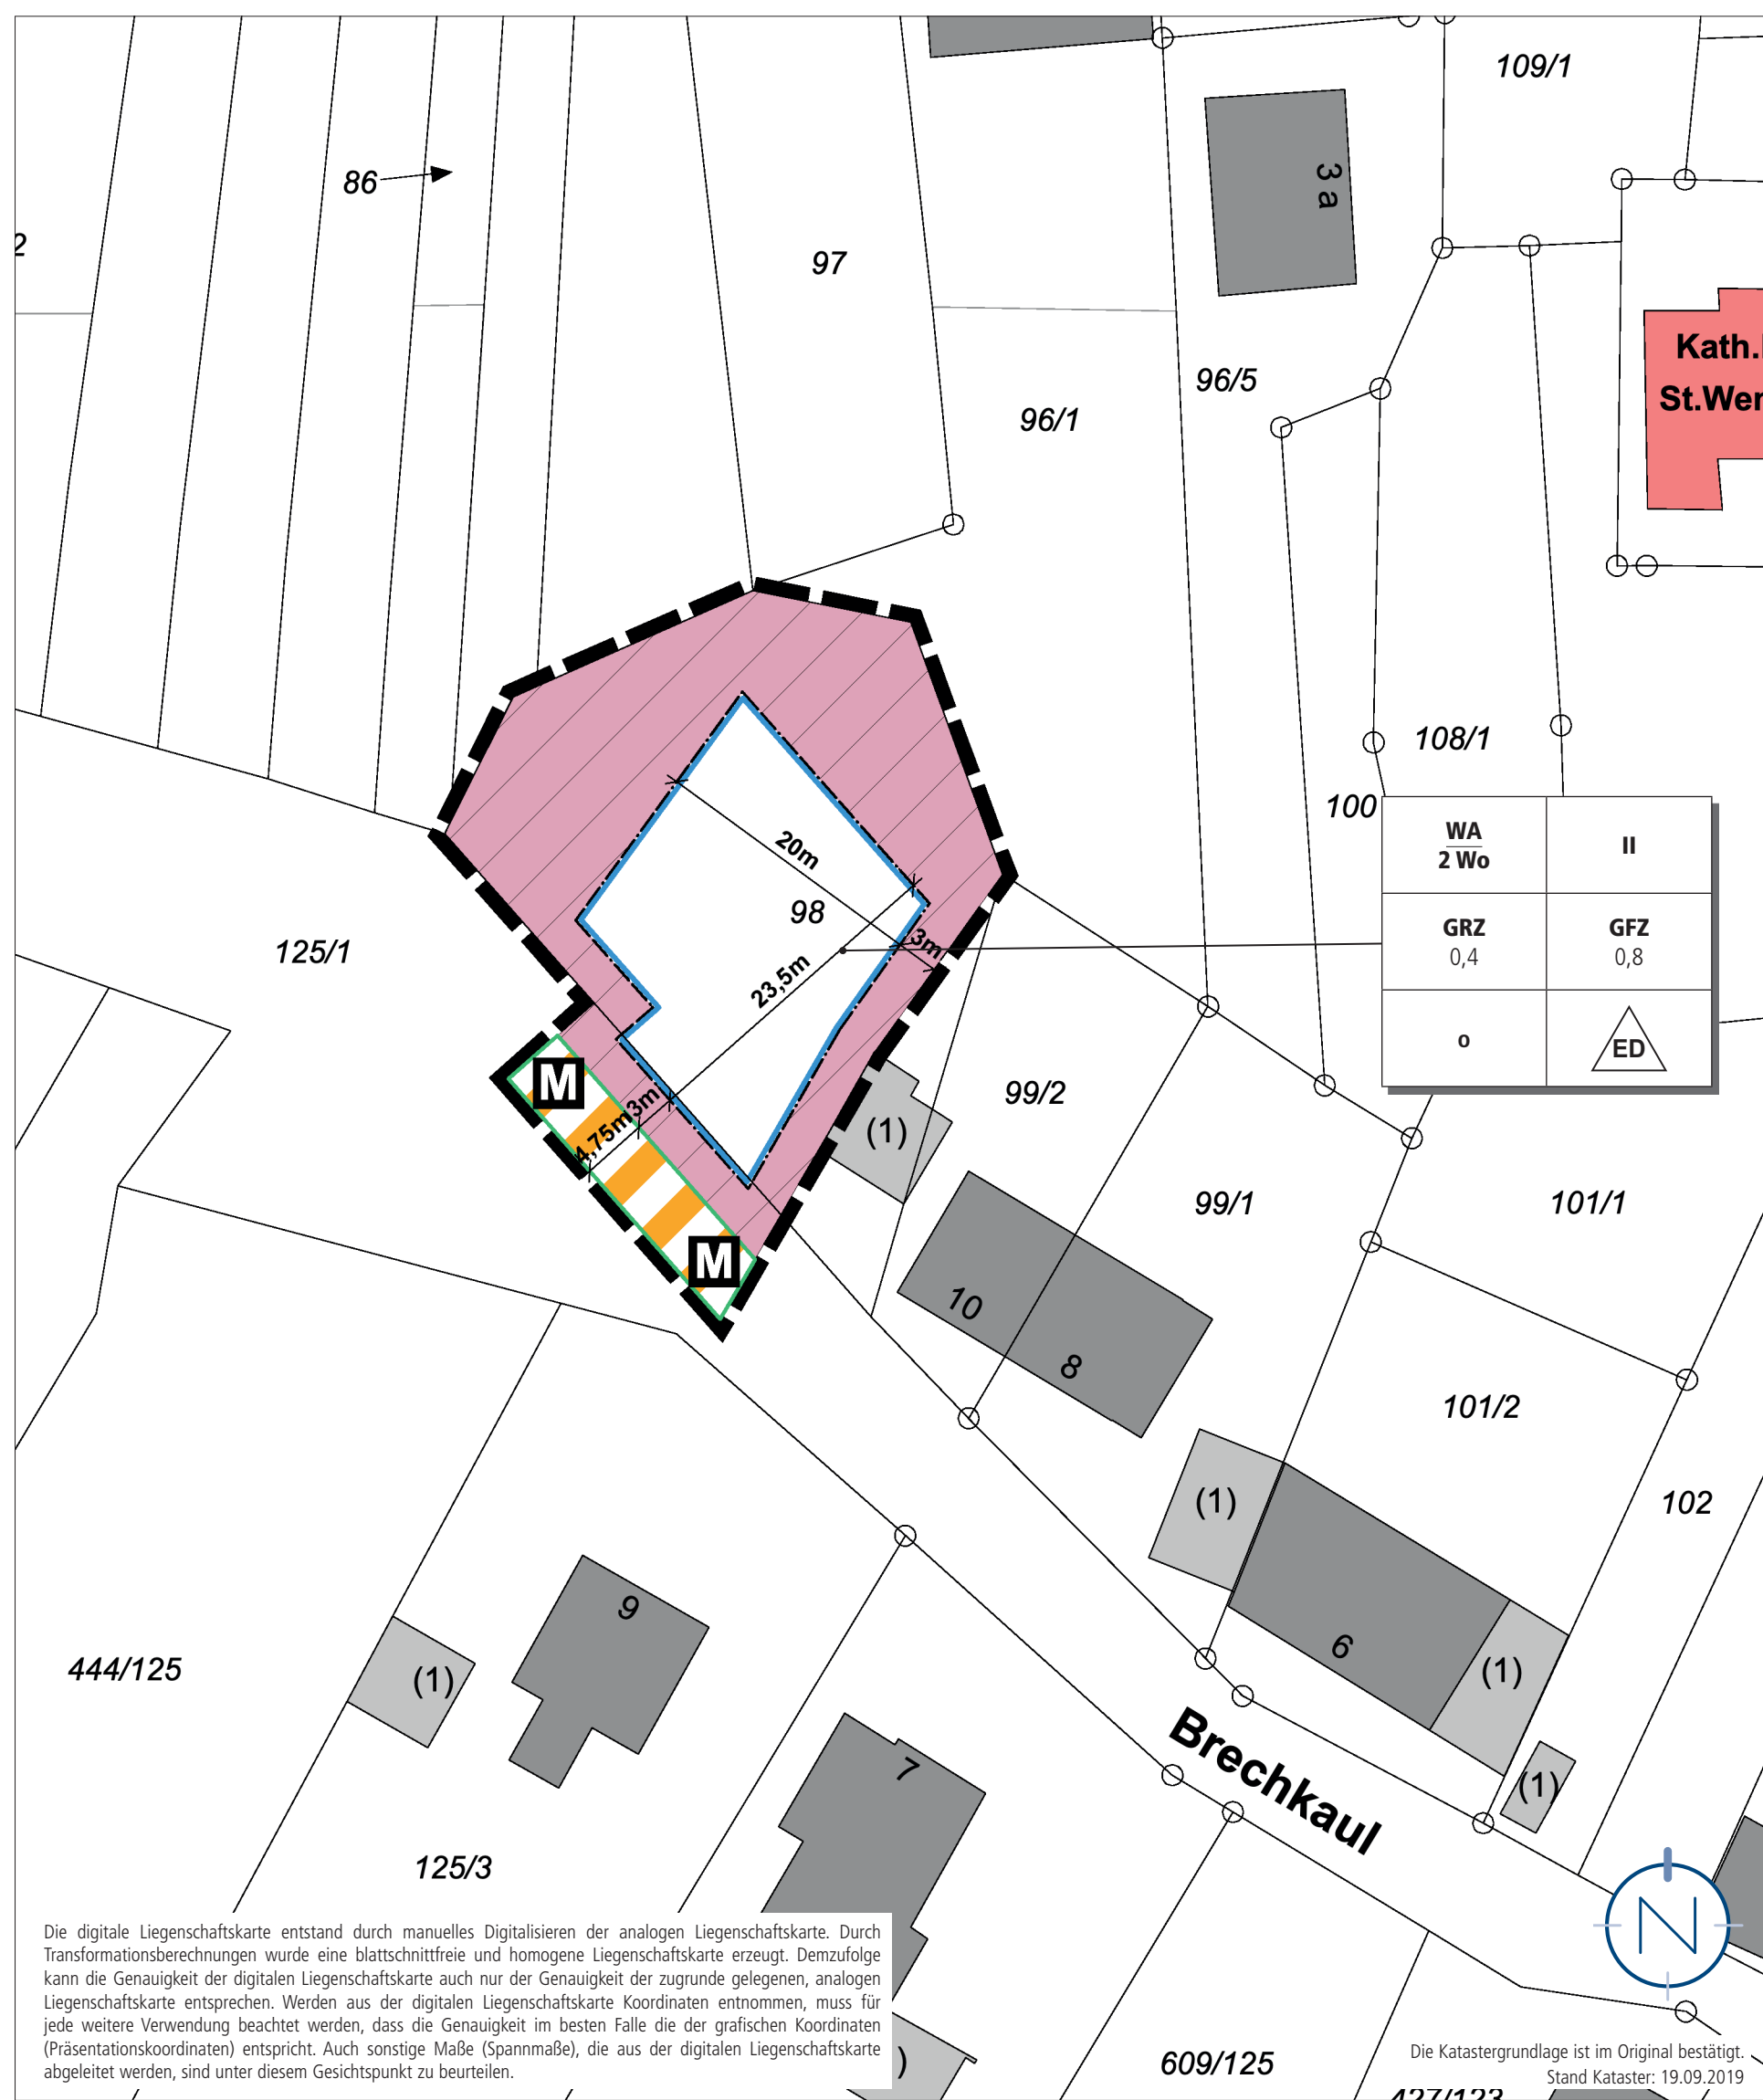 109/1
86
3 a
2
97
Kath.
96/5
St.Wen
96/1
108/1
100
WA
2 Wo
II
20m
98
GRZ
0,4
GFZ
0,8
3m
125/1
23,5m
o
ED
M
3m
99/2
4,75m
(1)
99/1
101/1
M
10
8
101/2
(1)
102
9
6
444/125
(1)
(1)
Brechkaul
7
(1)
125/3
N
Die digitale Liegenschaftskarte entstand durch manuelles Digitalisieren der analogen Liegenschaftskarte. Durch
Transformationsberechnungen wurde eine blattschnittfreie und homogene Liegenschaftskarte erzeugt. Demzufolge
kann die Genauigkeit der digitalen Liegenschaftskarte auch nur der Genauigkeit der zugrunde gelegenen, analogen
Liegenschaftskarte entsprechen. Werden aus der digitalen Liegenschaftskarte Koordinaten entnommen, muss für
jede weitere Verwendung beachtet werden, dass die Genauigkeit im besten Falle die der grafischen Koordinaten
(Präsentationskoordinaten) entspricht. Auch sonstige Maße (Spannmaße), die aus der digitalen Liegenschaftskarte
abgeleitet werden, sind unter diesem Gesichtspunkt zu beurteilen.
)
609/125
Die Katastergrundlage ist im Original bestätigt.
Stand Kataster: 19.09.2019
427/123